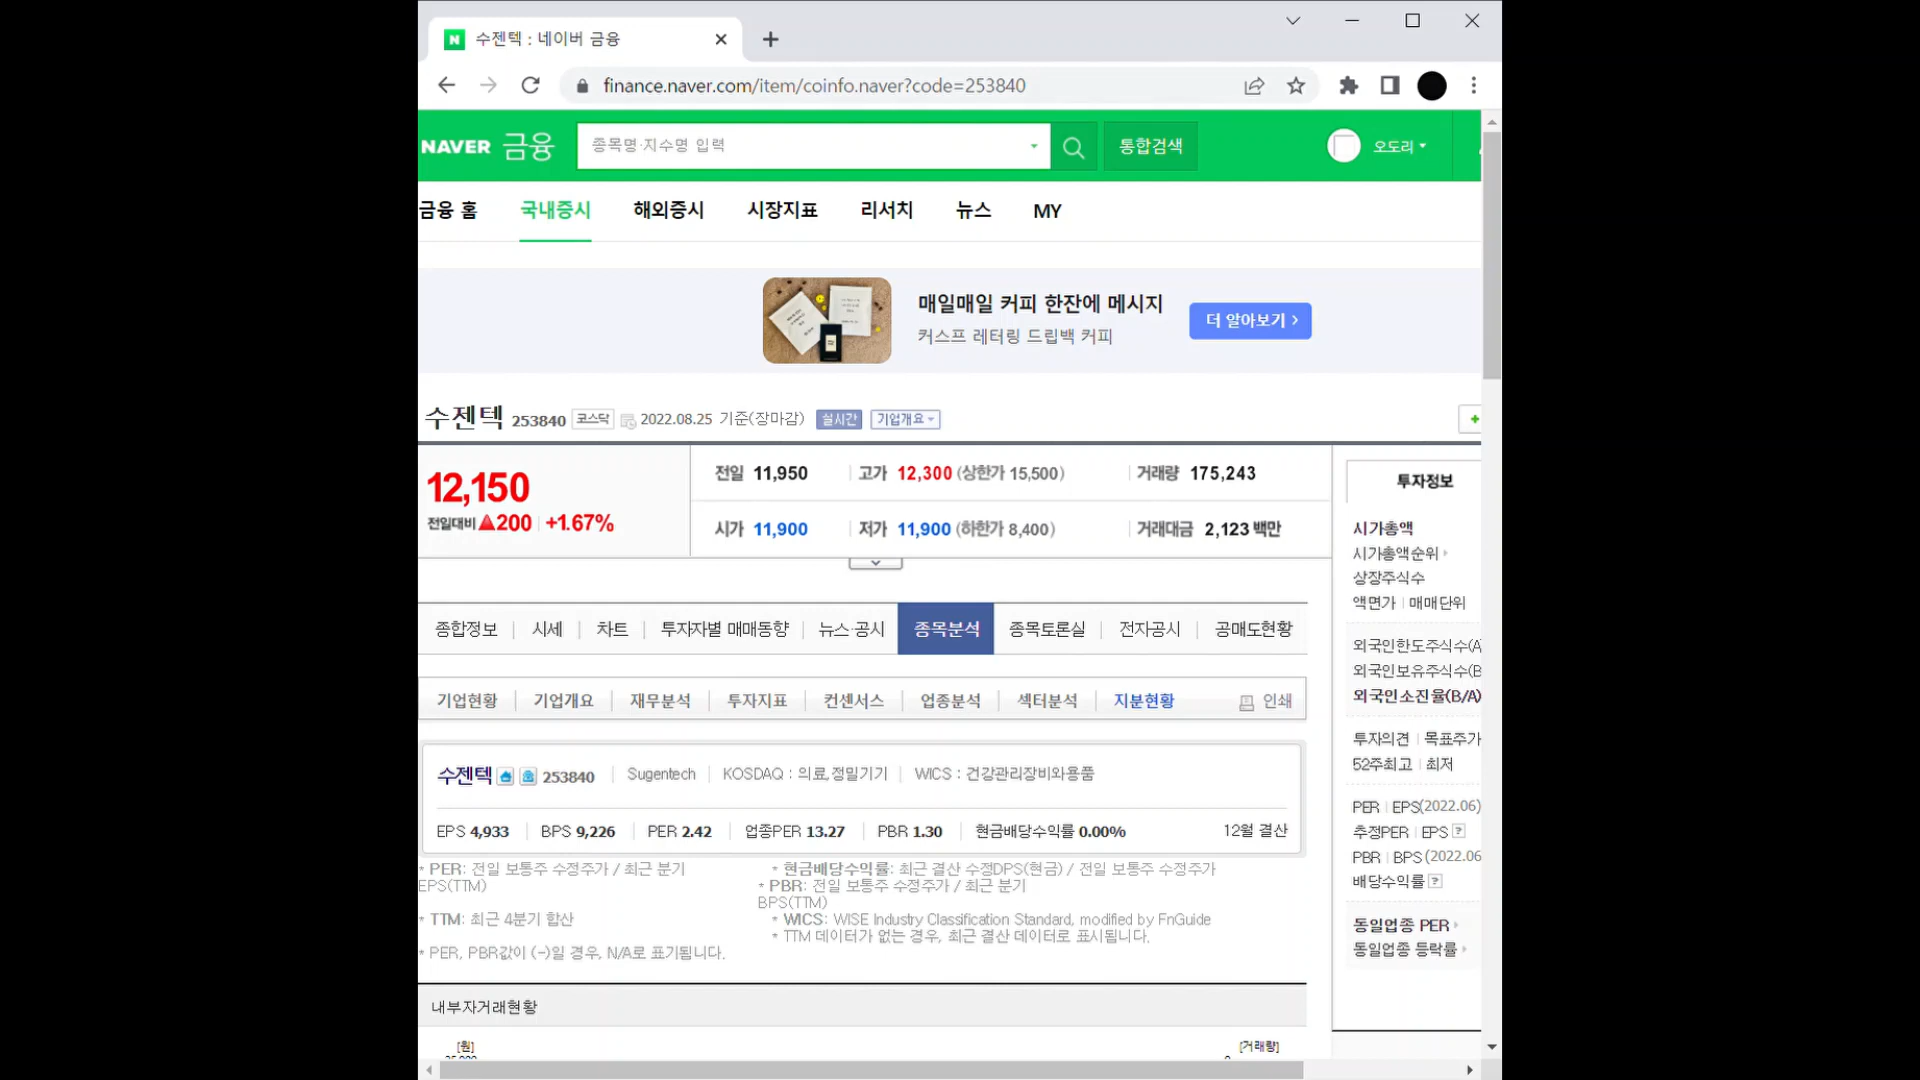 수젠텍 : 네이버 금융
finance.naver.com/item/coinfo.naver?code=253840
NAVER 금융 종목명·지수명 입력 통합검색 오도리
금융 홈 국내증시 해외증시 시장지표 리서치 뉴스 MY
매일매일 커피 한잔에 메시지
커스프 레터링 드립백 커피
더 알아보기 >
수젠텍 253840 코스닥 2022.08.25 기준(장마감) 실시간 기업개요
12,150
전일대비 ▲200 +1.67%
전일 11,950 고가 12,300 (상한가 15,500) 거래량 175,243
시가 11,900 저가 11,900 (하한가 8,400) 거래대금 2,123 백만
종합정보 시세 차트 투자자별 매매동향 뉴스·공시 종목분석 종목토론실 전자공시 공매도현황
기업현황 기업개요 재무분석 투자지표 컨센서스 업종분석 섹터분석 지분현황 인쇄
수젠텍 253840 Sugentech KOSDAQ : 의료,정밀기기 WICS : 건강관리장비와용품
EPS 4,933 BPS 9,226 PER 2.42 업종PER 13.27 PBR 1.30 현금배당수익률 0.00% 12월 결산
* PER: 전일 보통주 수정주가 / 최근 분기 EPS(TTM)
* 현금배당수익률: 최근 결산 수정DPS(현금) / 전일 보통주 수정주가
* PBR: 전일 보통주 수정주가 / 최근 분기
BPS(TTM)
* TTM: 최근 4분기 합산
* WICS: WISE Industry Classification Standard, modified by FnGuide
* TTM 데이터가 없는 경우, 최근 결산 데이터로 표시됩니다.
* PER, PBR값이 (-)일 경우, N/A로 표기됩니다.
내부자거래현황
[원] [거래량]
투자정보
시가총액
시가총액순위
상장주식수
액면가 매매단위
외국인한도주식수(A
외국인보유주식수(B
외국인소진율(B/A)
투자의견 목표주가
52주최고 최저
PER EPS(2022.06)
추정PER EPS ?
PBR BPS (2022.06
배당수익률 ?
동일업종 PER
동일업종 등락률